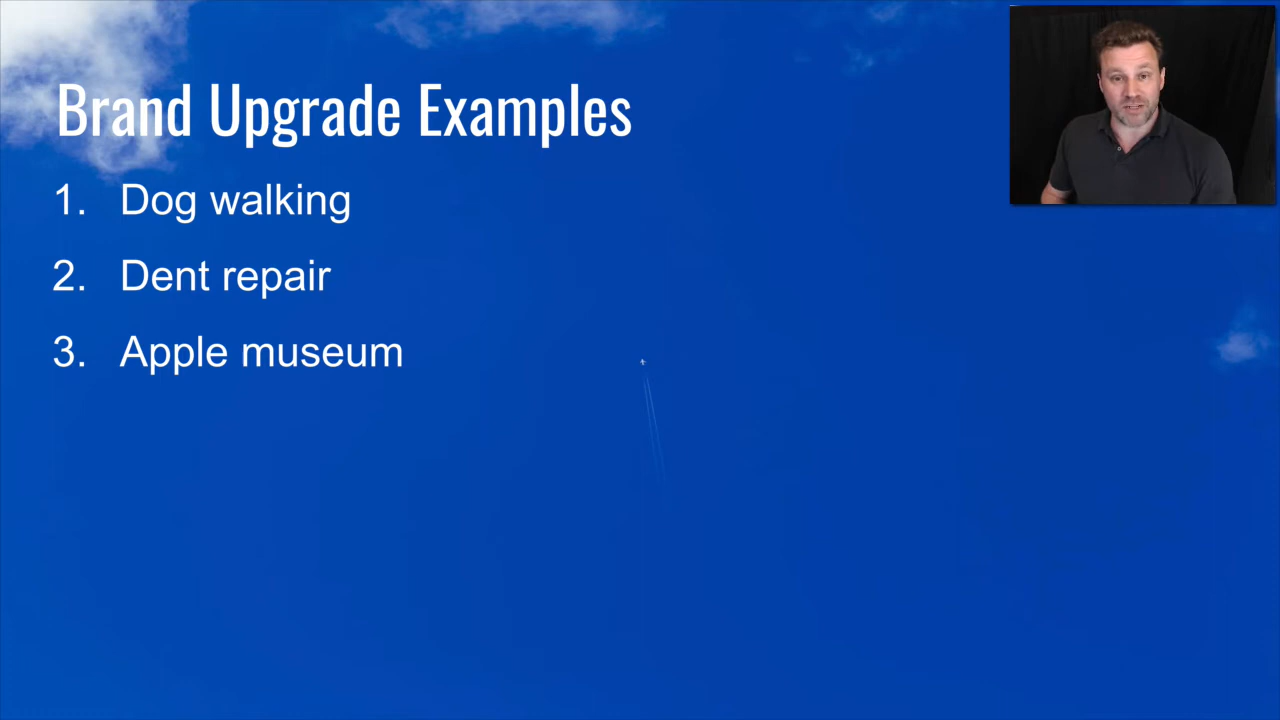 Brand Upgrade Examples
1. Dog walking
2. Dent repair
3. Apple museum